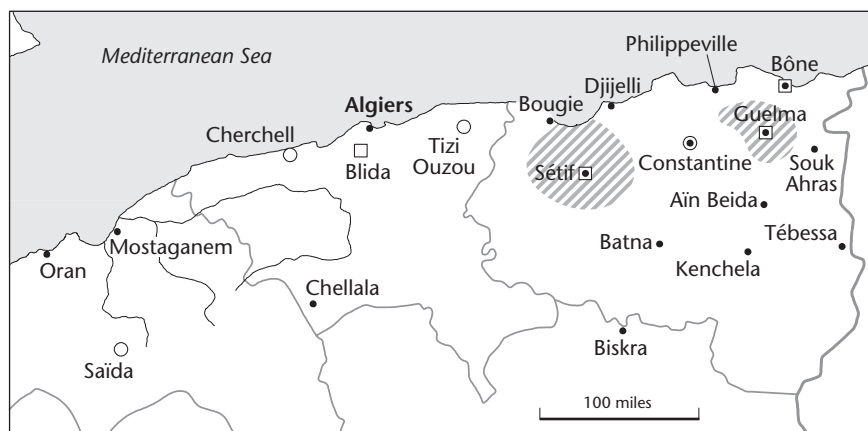 Mediterranean Sea
Philippeville
Bône
Djijelli
Algiers
Bougie
Guelma
Cherchell
Tizi
Ouzou
Blida
Sétif
Constantine
Souk
Ahras
Aïn Beida
Mostaganem
Batna
Tébessa
Oran
Kenchela
Chellala
Biskra
Saïda
100 miles